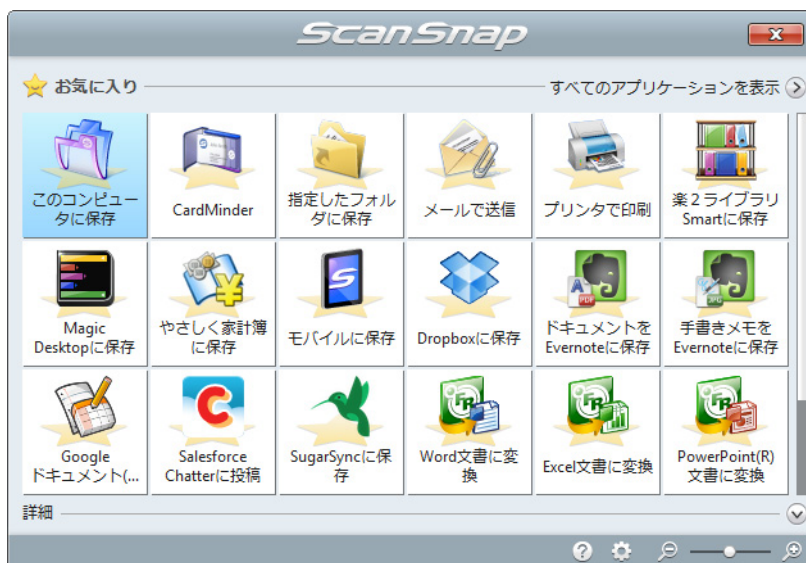 ScanSnap
お気に入り
すべてのアプリケーションを表示
このコンピュー
タに保存
CardMinder
指定したフォル
ダに保存
メールで送信
プリンタで印刷
楽2ライブラリ
Smartに保存
Magic
Desktopに保存
やさしく家計簿
に保存
モバイルに保存
Dropboxに保存
ドキュメントを
Evernoteに保存
手書きメモを
Evernoteに保存
Google
ドキュメント(...
Salesforce
Chatterに投稿
SugarSyncに保
存
Word文書に変
換
Excel文書に変換
PowerPoint(R)
文書に変換
詳細